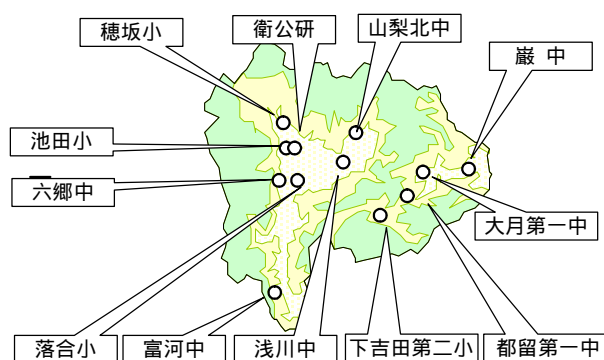 穂坂小
衛公研
山梨北中
巌 中
池田小
六郷中
大月第一中
落合小
富河中
浅川中
下吉田第二小
都留第一中